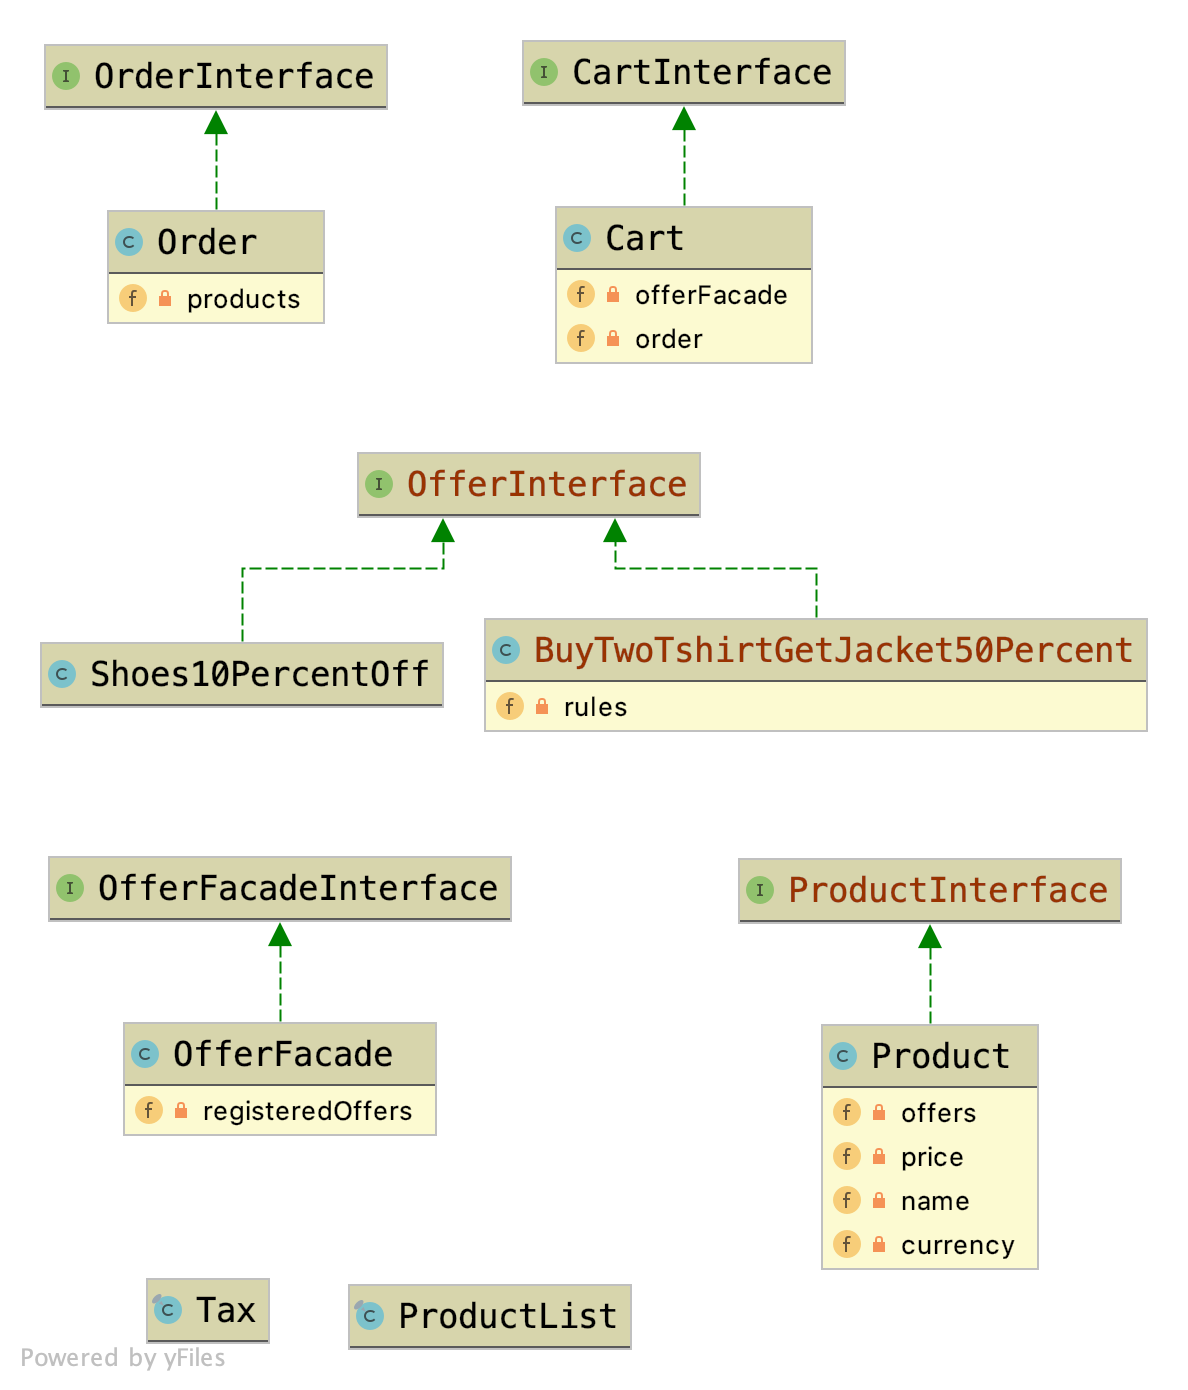 I OrderInterface
I CartInterface
C Order
f products
C Cart
f offerFacade
f order
I OfferInterface
C Shoes10PercentOff
C BuyTwoTshirtGetJacket50Percent
f rules
I OfferFacadeInterface
I ProductInterface
C OfferFacade
f registeredOffers
C Product
f offers
f price
f name
f currency
C Tax
C ProductList
Powered by yFiles